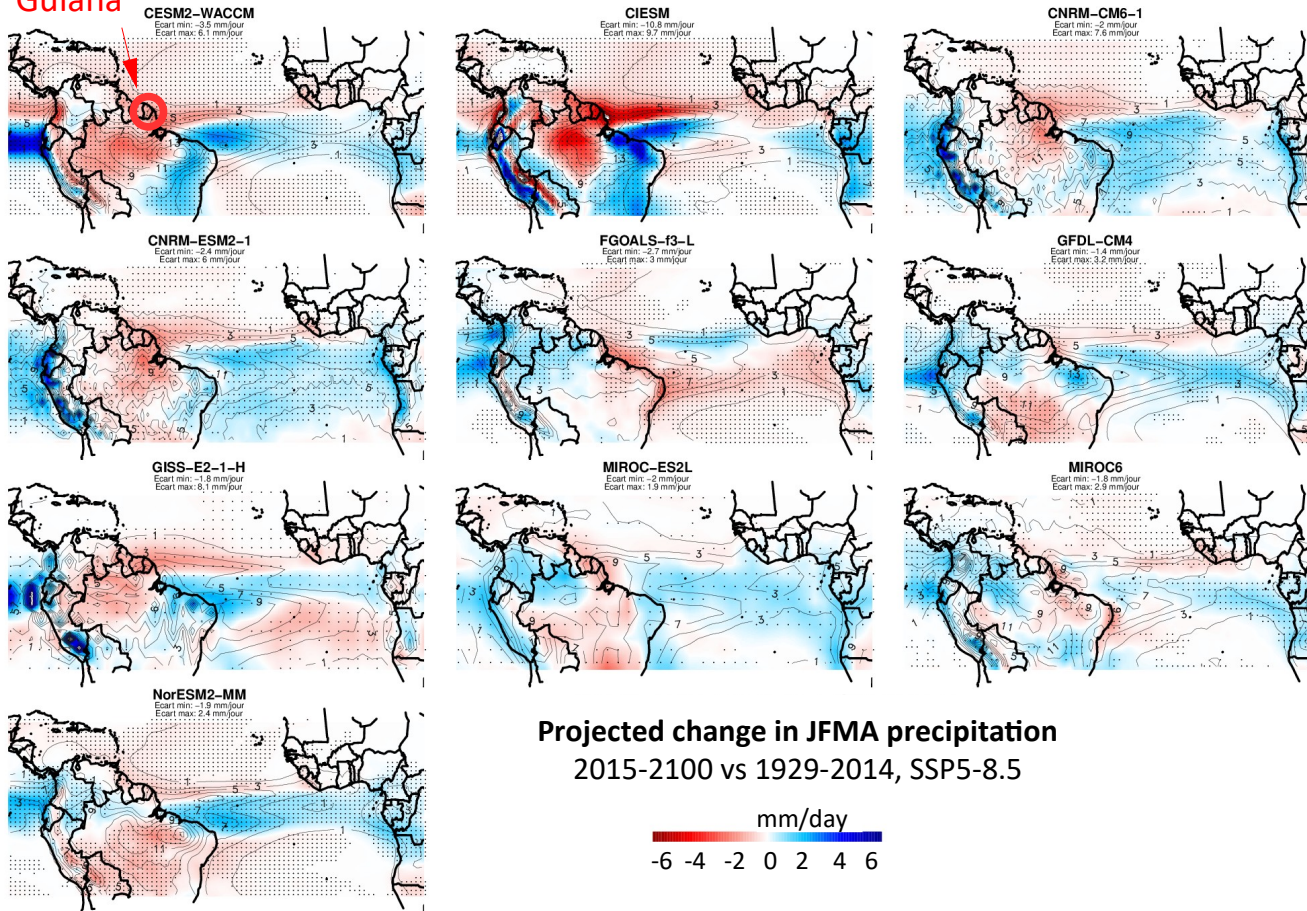 Guiana
CESM2-WACCM
Ecart min: -3.5 mm/jour
Ecart max: 6.1 mm/jour
CIESM
Ecart min: -10.8 mm/jour
Ecart max: 9.7 mm/jour
CNRM-CM6-1
Ecart min: -2 mm/jour
Ecart max: 7.6 mm/jour
CNRM-ESM2-1
Ecart min: -2.4 mm/jour
Ecart max: 6 mm/jour
FGOALS-f3-L
Ecart min: -2.7 mm/jour
Ecart max: 3 mm/jour
GFDL-CM4
Ecart min: -1.4 mm/jour
Ecart max: 3.2 mm/jour
GISS-E2-1-H
Ecart min: -1.8 mm/jour
Ecart max: 8.1 mm/jour
MIROC-ES2L
Ecart min: -2 mm/jour
Ecart max: 1.9 mm/jour
MIROC6
Ecart min: -1.8 mm/jour
Ecart max: 2.9 mm/jour
NorESM2-MM
Ecart min: -1.9 mm/jour
Ecart max: 2.4 mm/jour
Projected change in JFMA precipitation
2015-2100 vs 1929-2014, SSP5-8.5
mm/day
-6 -4 -2 0 2 4 6